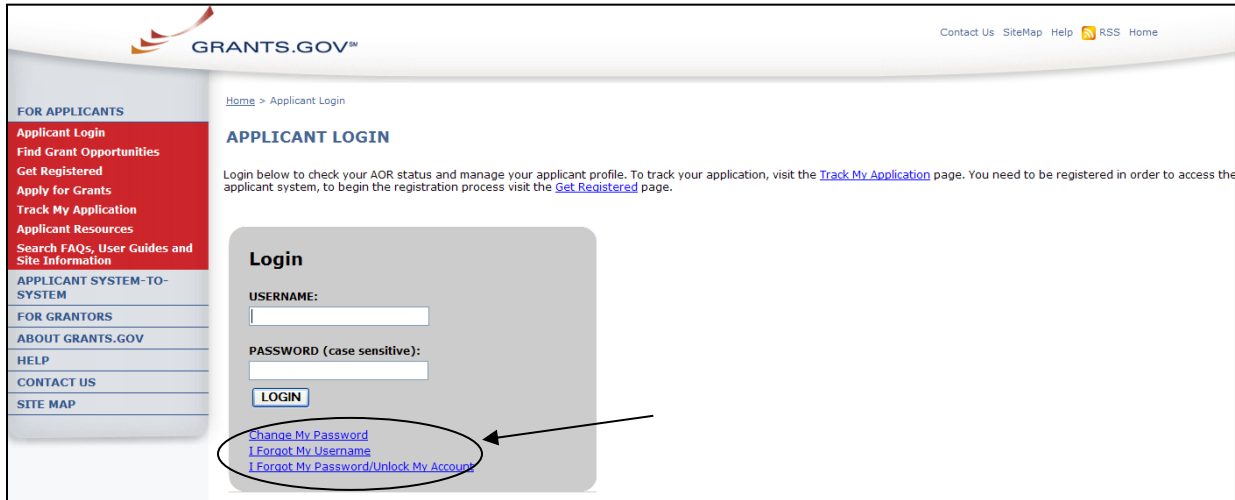 GRANTS.GOV℠
Contact Us SiteMap Help RSS Home
FOR APPLICANTS
Applicant Login
Find Grant Opportunities
Get Registered
Apply for Grants
Track My Application
Applicant Resources
Search FAQs, User Guides and
Site Information
APPLICANT SYSTEM-TO-
SYSTEM
FOR GRANTORS
ABOUT GRANTS.GOV
HELP
CONTACT US
SITE MAP
Home > Applicant Login
APPLICANT LOGIN
Login below to check your AOR status and manage your applicant profile. To track your application, visit the Track My Application page. You need to be registered in order to access the
applicant system, to begin the registration process visit the Get Registered page.
Login
USERNAME:
PASSWORD (case sensitive):
LOGIN
Change My Password
I Forgot My Username
I Forgot My Password/Unlock My Account